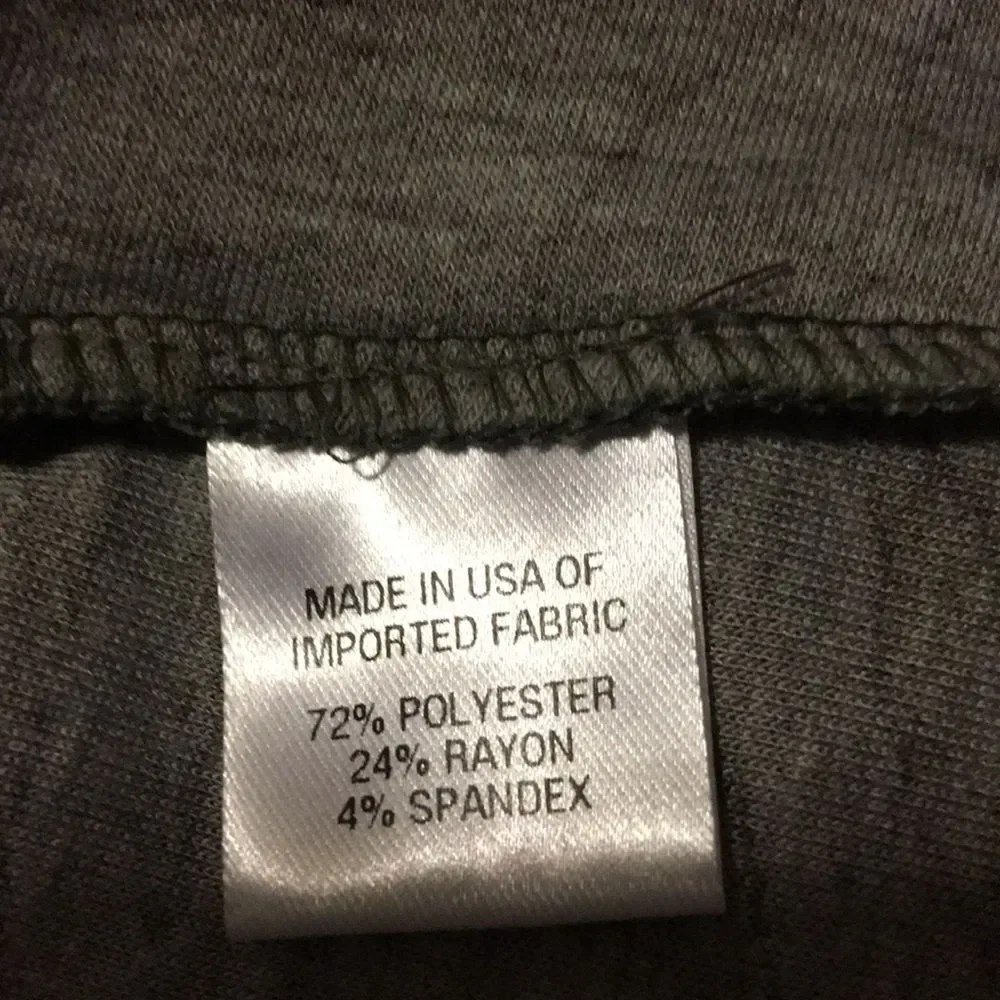 MADE IN USA OF
IMPORTED FABRIC
72% POLYESTER
24% RAYON
4% SPANDEX